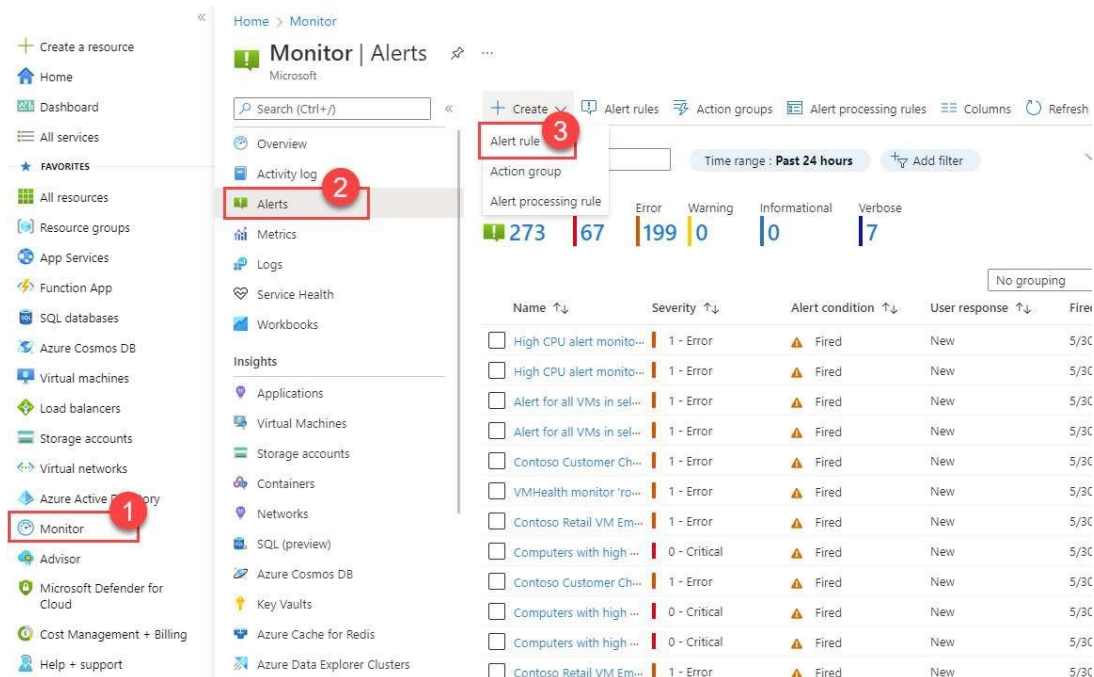 Home > Monitor
Monitor | Alerts
Microsoft
Create a resource
Home
Dashboard
All services
FAVORITES
All resources
Resource groups
App Services
Function App
SQL databases
Azure Cosmos DB
Virtual machines
Load balancers
Storage accounts
Virtual networks
Azure Active
1
Monitor
Advisor
Microsoft Defender for
Cloud
Cost Management + Billing
Help + support
Search (Ctrl+/)
Overview
Activity log
2
Alerts
Metrics
Logs
Service Health
Workbooks
Insights
Applications
Virtual Machines
Storage accounts
Containers
Networks
SQL (preview)
Azure Cosmos DB
Key Vaults
Azure Cache for Redis
Azure Data Explorer Clusters
Create Alert rules Action groups Alert processing rules Columns Refresh
3
Alert rule
Action group
Alert processing rule
Time range : Past 24 hours Add filter
Error Warning Informational Verbose
273 67 199 0 0 7
No grouping
Name ↑↓ Severity ↑↓ Alert condition ↑↓ User response ↑↓ Fire
High CPU alert monito... 1 - Error Fired New 5/30
High CPU alert monito... 1 - Error Fired New 5/30
Alert for all VMs in sel... 1 - Error Fired New 5/30
Alert for all VMs in sel... 1 - Error Fired New 5/30
Contoso Customer Ch... 1 - Error Fired New 5/30
VMHealth monitor 'ro... 1 - Error Fired New 5/30
Contoso Retail VM Em... 1 - Error Fired New 5/30
Computers with high ... 0 - Critical Fired New 5/30
Contoso Customer Ch... 1 - Error Fired New 5/30
Computers with high ... 0 - Critical Fired New 5/30
Computers with high ... 0 - Critical Fired New 5/30
Contoso Retail VM Em... 1 - Error Fired New 5/30